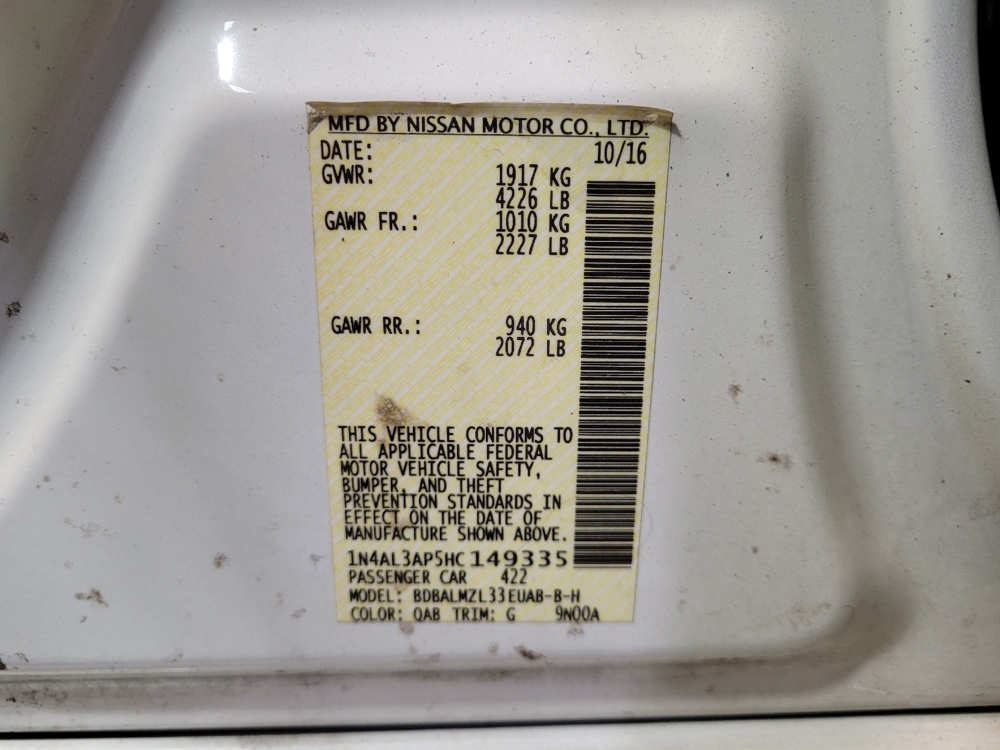 MFD BY NISSAN MOTOR CO., LTD.
DATE: 10/16
GVWR: 1917 KG
4226 LB
GAWR FR.: 1010 KG
2227 LB
GAWR RR.: 940 KG
2072 LB
THIS VEHICLE CONFORMS TO
ALL APPLICABLE FEDERAL
MOTOR VEHICLE SAFETY,
BUMPER, AND THEFT
PREVENTION STANDARDS IN
EFFECT ON THE DATE OF
MANUFACTURE SHOWN ABOVE.
1N4AL3AP5HC149335
PASSENGER CAR 422
MODEL: BDBALMZL33EUAB-B-H
COLOR: QAB TRIM: G 9N00A